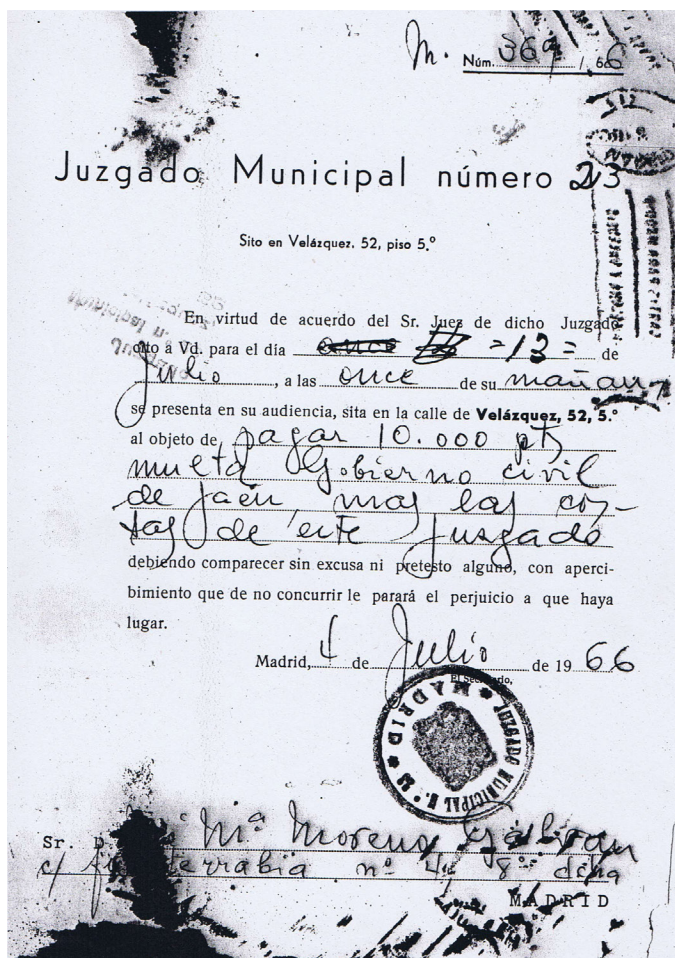 M. Núm. 369 / 66
Juzgado Municipal número 23
Sito en Velázquez. 52, piso 5.º
En virtud de acuerdo del Sr. Juez de dicho Juzgado
cito a Vd. para el día =13= de
Julio, a las once de su mañana
se presenta en su audiencia, sita en la calle de Velázquez, 52, 5.º
al objeto de pagar 10.000 pts
multa Gobierno civil
de Jaén, mas las cos-
tas de este Juzgado
debiendo comparecer sin excusa ni pretesto alguno, con aperci-
bimiento que de no concurrir le parará el perjuicio a que haya
lugar.
Madrid, 4 de Julio de 1966
El Secretario,
JUZGADO MUNICIPAL N.º 23 * MADRID *
Sr. D. Mª Moreno Galvan
c/ nº 4, 8º dcha
MADRID